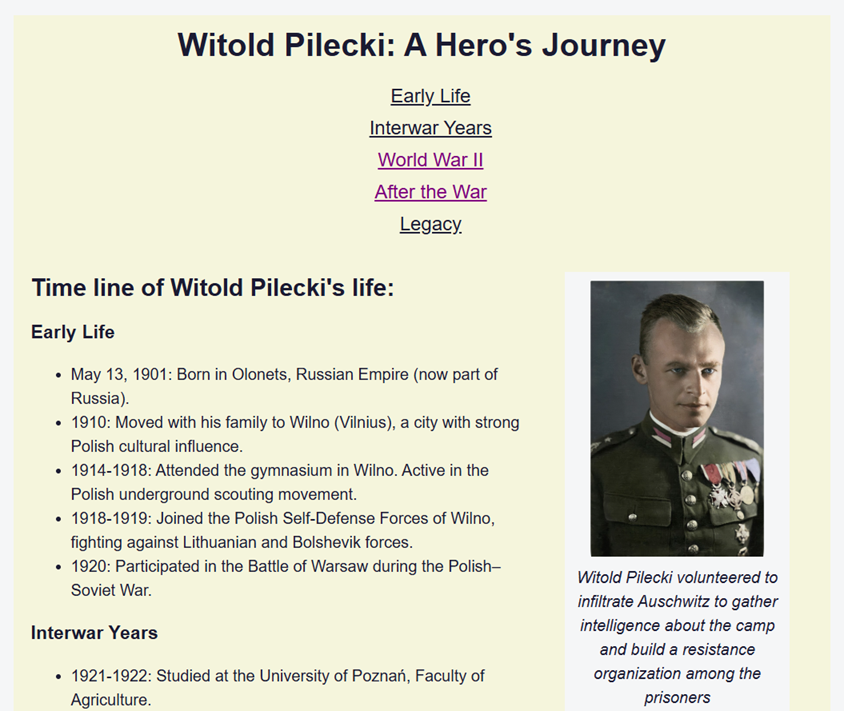 Witold Pilecki: A Hero's Journey
Early Life
Interwar Years
World War II
After the War
Legacy
Time line of Witold Pilecki's life:
Early Life
• May 13, 1901: Born in Olonets, Russian Empire (now part of
Russia).
• 1910: Moved with his family to Wilno (Vilnius), a city with strong
Polish cultural influence.
• 1914-1918: Attended the gymnasium in Wilno. Active in the
Polish underground scouting movement.
• 1918-1919: Joined the Polish Self-Defense Forces of Wilno,
fighting against Lithuanian and Bolshevik forces.
• 1920: Participated in the Battle of Warsaw during the Polish–
Soviet War.
Interwar Years
• 1921-1922: Studied at the University of Poznań, Faculty of
Agriculture.
Witold Pilecki volunteered to
infiltrate Auschwitz to gather
intelligence about the camp
and build a resistance
organization among the
prisoners